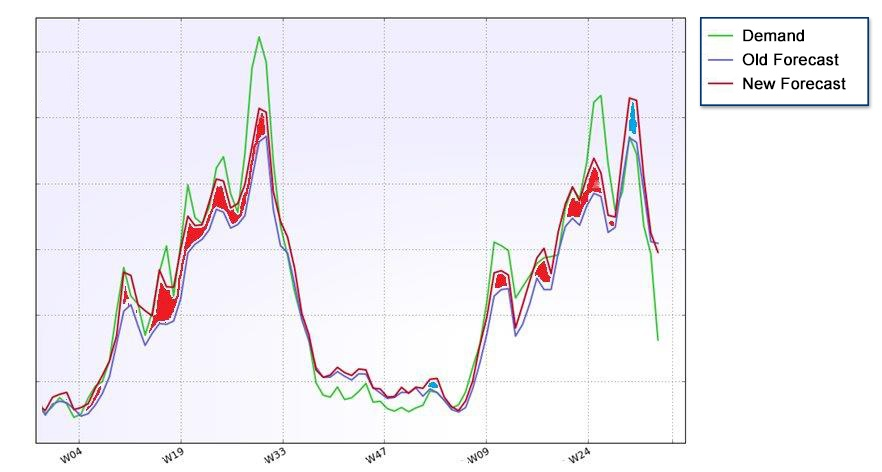 Demand
Old Forecast
New Forecast
W04
W19
W33
W47
W09
W24